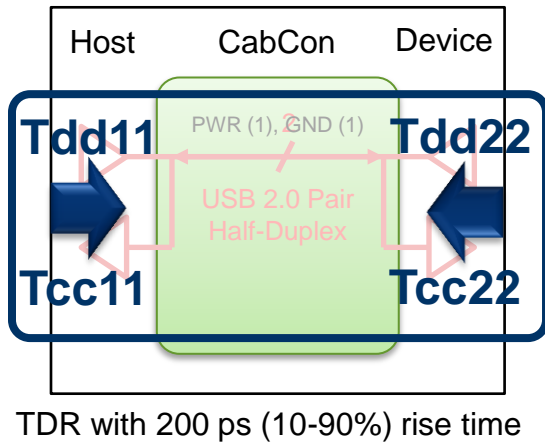 Host CabCon Device
Tdd11 PWR (1), GND (1) Tdd22
2
USB 2.0 Pair
Half-Duplex
Tcc11 Tcc22
TDR with 200 ps (10-90%) rise time